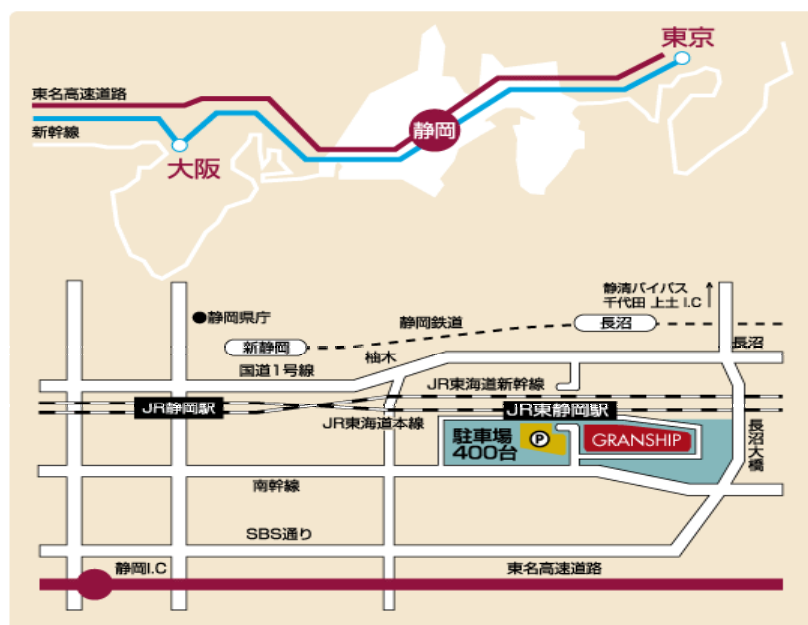 東京
東名高速道路
静岡
新幹線
大阪
静清バイパス
千代田 上土 I.C
●静岡県庁
静岡鉄道
長沼
新静岡
柚木
長沼
国道1号線
JR東海道新幹線
JR静岡駅
JR東静岡駅
JR東海道本線
駐車場
400台
P
GRANSHIP
長沼大橋
南幹線
SBS通り
静岡I.C
東名高速道路